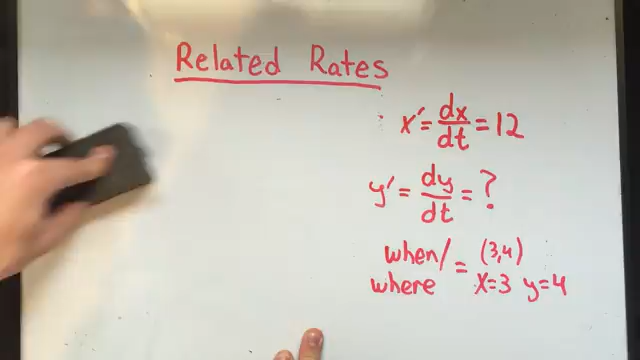 Related Rates
x' = dx/dt = 12
y' = dy/dt = ?
when/where = (3,4)
x=3 y=4